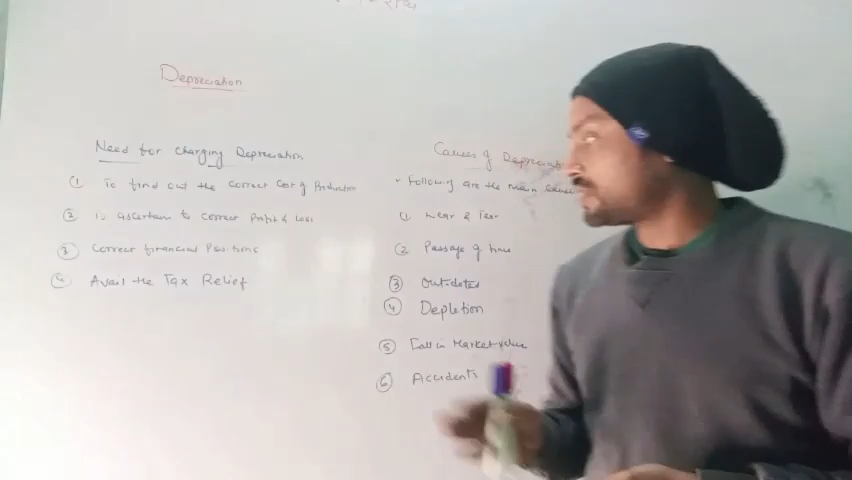 Depreciation
Need for charging Depreciation
① To find out the correct cost of Production
② To ascertain to correct Profit & Loss
③ Correct financial Positions
④ Avail the Tax Relief
Causes of Depreciati
Following are the main
① Wear & Tear
② Passage of time
③ Outdated
④ Depletion
⑤ Fall in Market value
⑥ Accidents